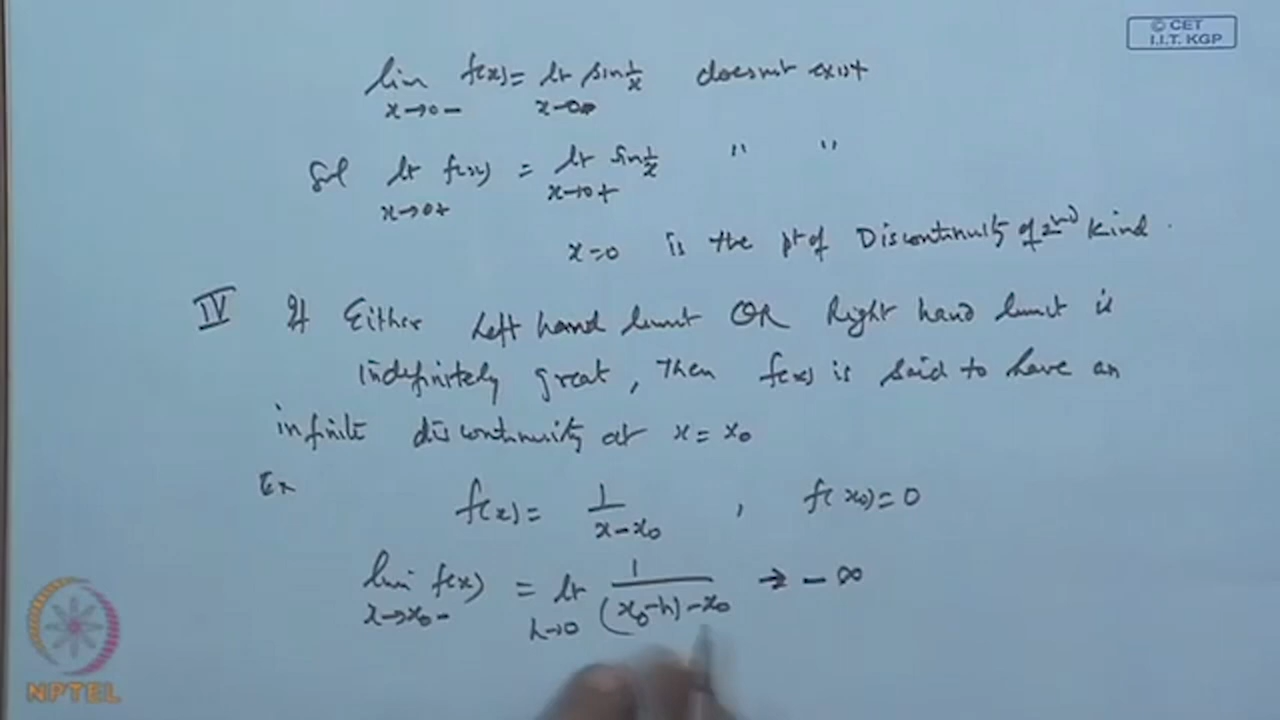 © CET
I.I.T. KGP
lim f(x) = lt sin 1/x doesnot exist
x→0- x→0-
lt f(x) = lt sin 1/x " "
x→0+ x→0+
x=0 is the pt of Discontinuity of 2nd Kind.
IV If Either Left hand limit OR Right hand limit is
indefinitely great, then f(x) is said to have an
infinite discontinuity at x = x0
Ex f(x) = 1/(x-x0) , f(x0) = 0
lim f(x) = lt 1/((x0-h)-x0) → -∞
x→x0- h→0
NPTEL